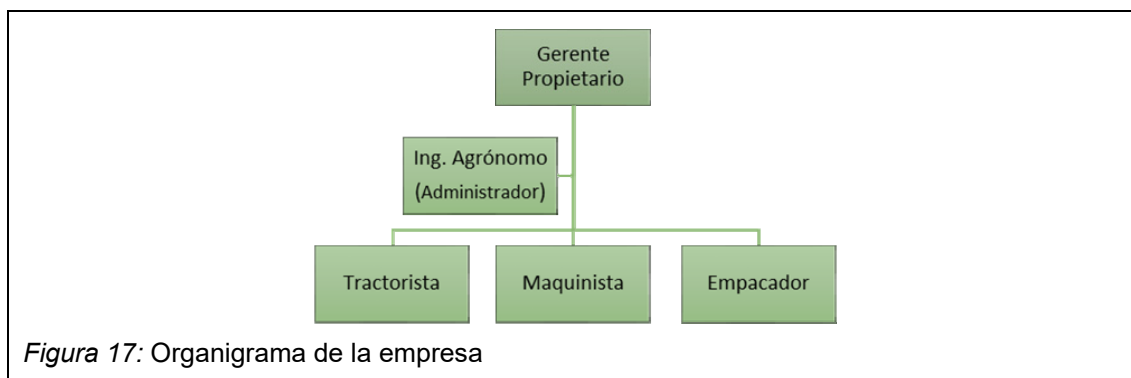 Gerente
Propietario
Ing. Agrónomo
(Administrador)
Tractorista
Maquinista
Empacador
Figura 17: Organigrama de la empresa